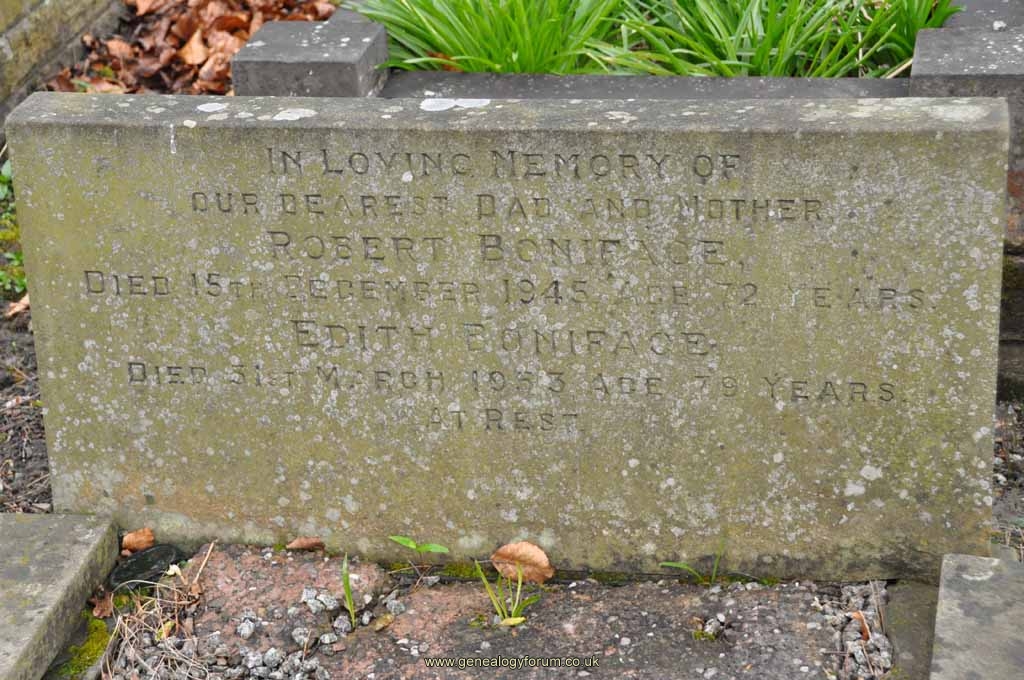 IN LOVING MEMORY OF
OUR DEAREST DAD AND MOTHER
ROBERT BONIFACE,
DIED 15TH DECEMBER 1945 AGE 72 YEARS.
EDITH BONIFACE.
DIED 31ST MARCH 1953 AGE 79 YEARS.
AT REST.
www.genealogyforum.co.uk